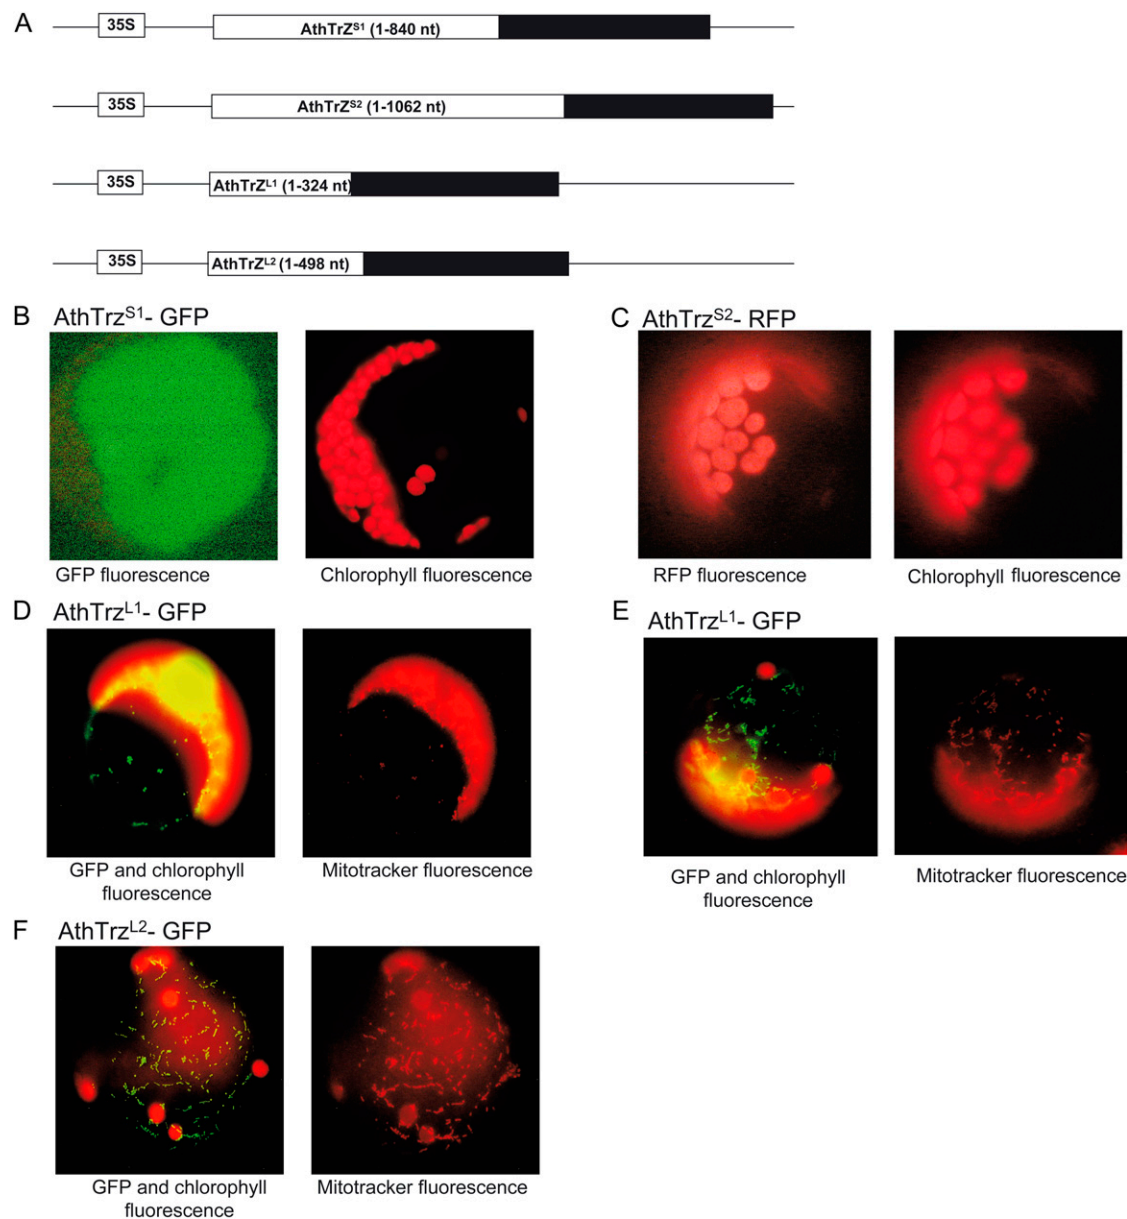 A
35S
AthTrZS1 (1-840 nt)
35S
AthTrZS2 (1-1062 nt)
35S
AthTrZL1 (1-324 nt)
35S
AthTrZL2 (1-498 nt)
B AthTrzS1- GFP
GFP fluorescence
Chlorophyll fluorescence
C AthTrzS2- RFP
RFP fluorescence
Chlorophyll fluorescence
D AthTrzL1- GFP
GFP and chlorophyll
fluorescence
Mitotracker fluorescence
E AthTrzL1- GFP
GFP and chlorophyll
fluorescence
Mitotracker fluorescence
F AthTrzL2- GFP
GFP and chlorophyll
fluorescence
Mitotracker fluorescence